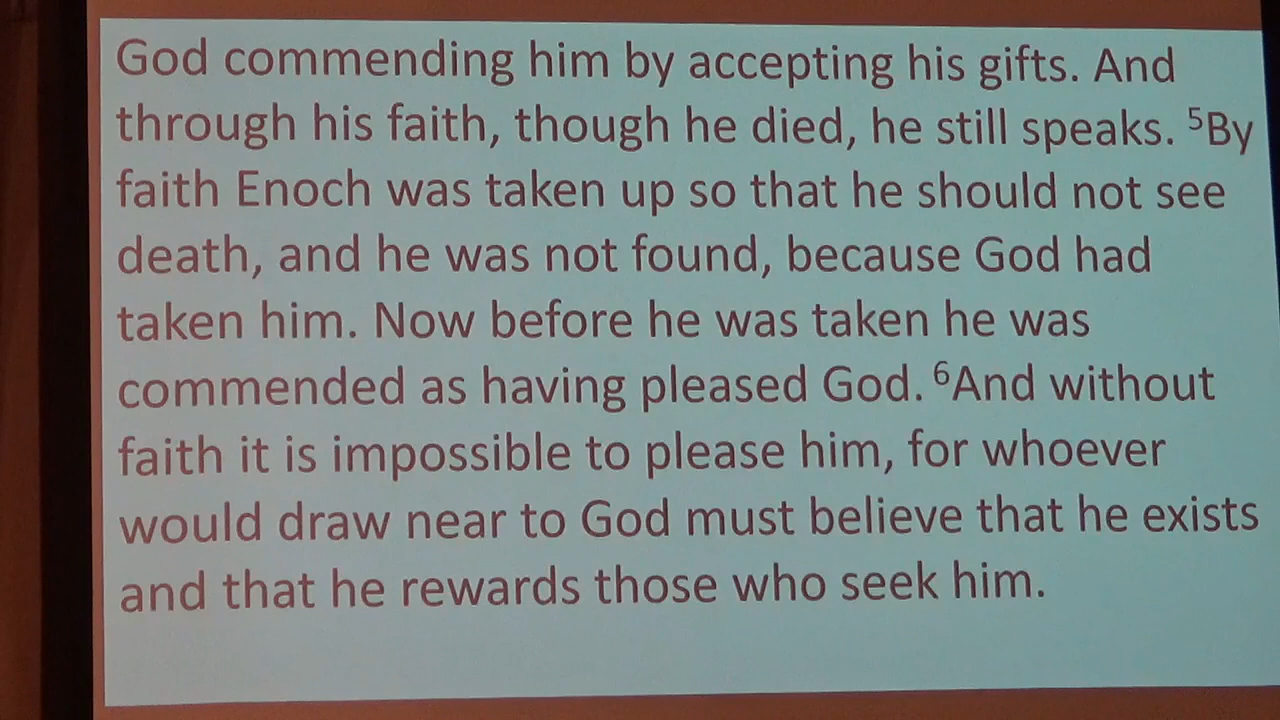 God commending him by accepting his gifts. And
through his faith, though he died, he still speaks. ⁵By
faith Enoch was taken up so that he should not see
death, and he was not found, because God had
taken him. Now before he was taken he was
commended as having pleased God. ⁶And without
faith it is impossible to please him, for whoever
would draw near to God must believe that he exists
and that he rewards those who seek him.